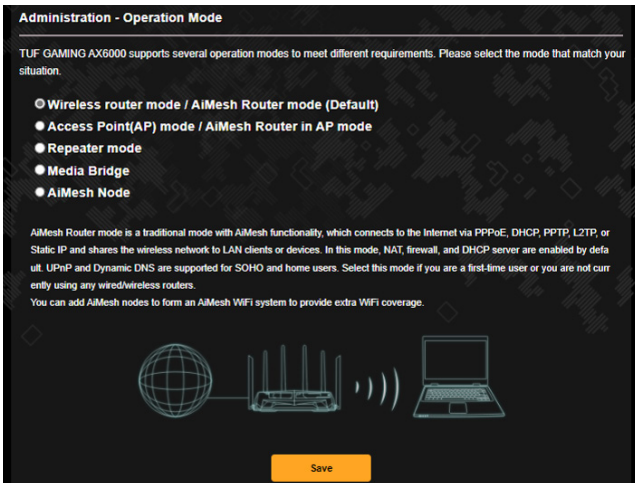 Administration - Operation Mode
TUF GAMING AX6000 supports several operation modes to meet different requirements. Please select the mode that match your
situation.
Wireless router mode / AiMesh Router mode (Default)
Access Point(AP) mode / AiMesh Router in AP mode
Repeater mode
Media Bridge
AiMesh Node
AiMesh Router mode is a traditional mode with AiMesh functionality, which connects to the Internet via PPPoE, DHCP, PPTP, L2TP, or
Static IP and shares the wireless network to LAN clients or devices. In this mode, NAT, firewall, and DHCP server are enabled by defa
ult. UPnP and Dynamic DNS are supported for SOHO and home users. Select this mode if you are a first-time user or you are not curr
ently using any wired/wireless routers.
You can add AiMesh nodes to form an AiMesh WiFi system to provide extra WiFi coverage.
Save